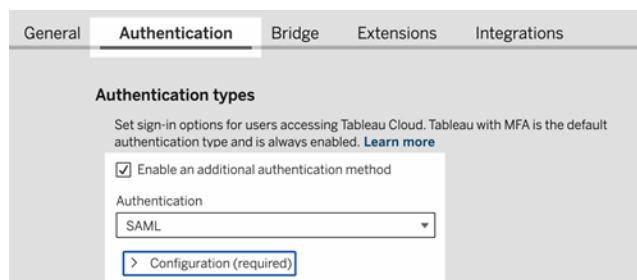 General Authentication Bridge Extensions Integrations
Authentication types
Set sign-in options for users accessing Tableau Cloud. Tableau with MFA is the default
authentication type and is always enabled. Learn more
Enable an additional authentication method
Authentication
SAML
Configuration (required)